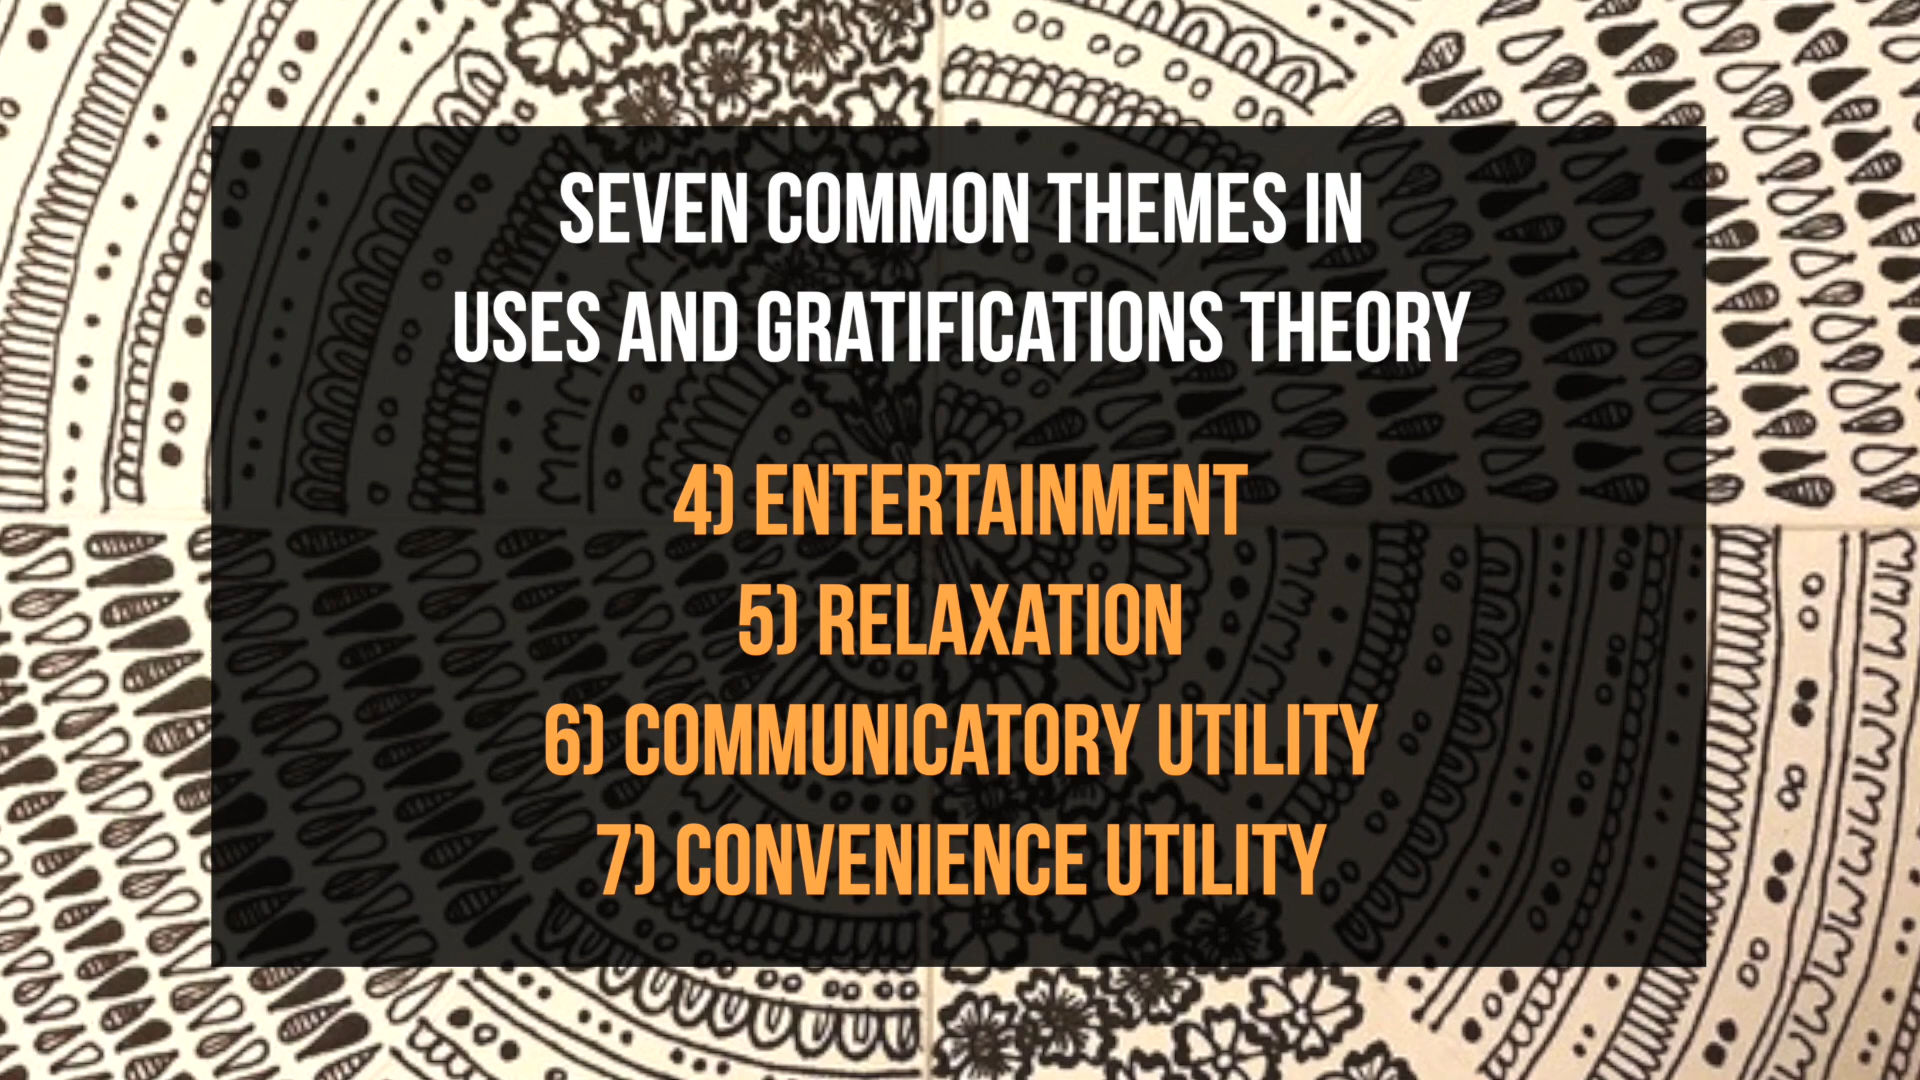 SEVEN COMMON THEMES IN
USES AND GRATIFICATIONS THEORY
4) ENTERTAINMENT
5) RELAXATION
6) COMMUNICATORY UTILITY
7) CONVENIENCE UTILITY